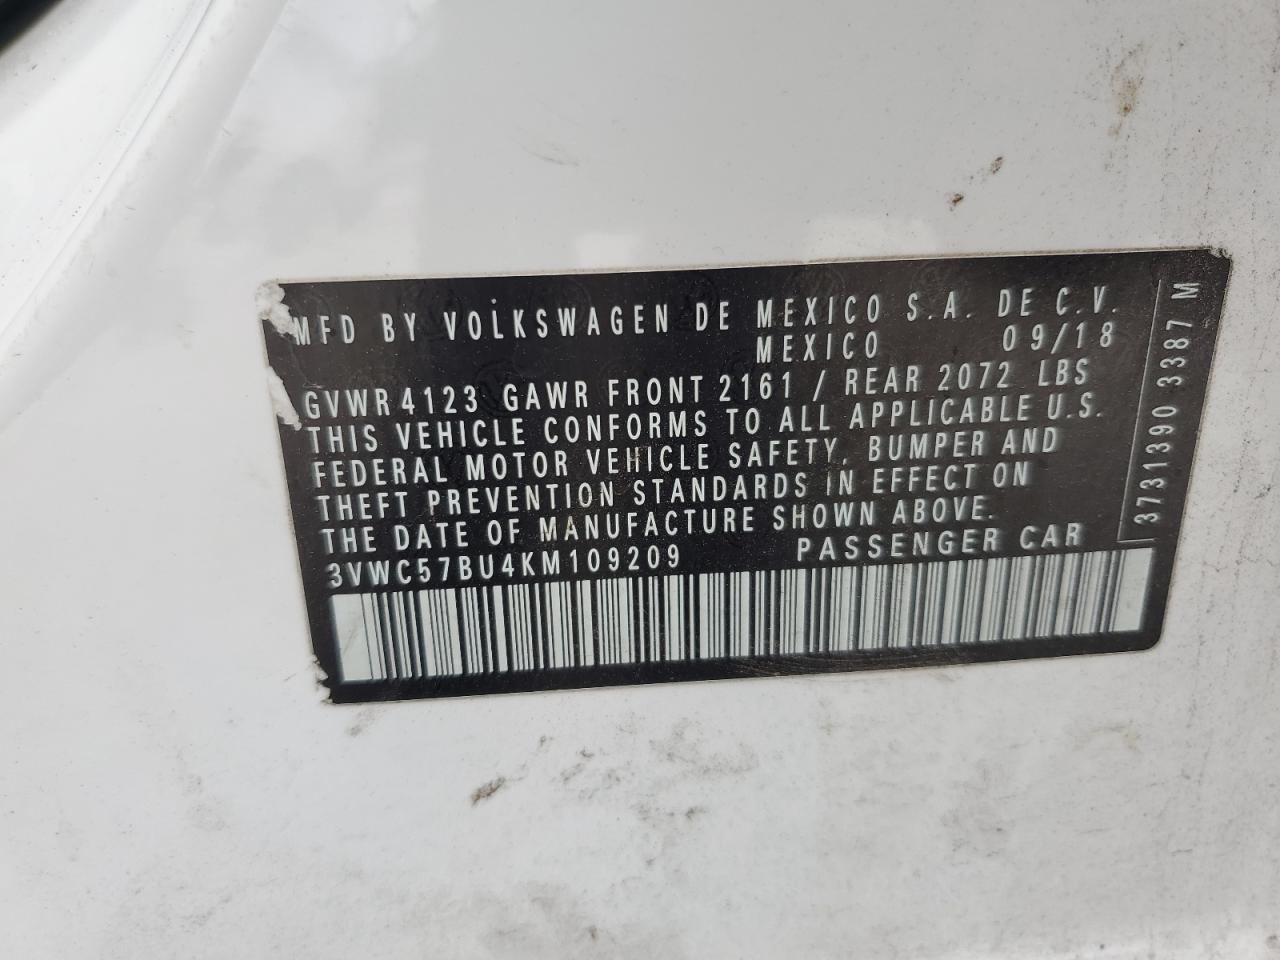 MFD BY VOLKSWAGEN DE MEXICO S.A. DE C.V.
MEXICO 09/18
GVWR 4123 GAWR FRONT 2161 / REAR 2072 LBS
THIS VEHICLE CONFORMS TO ALL APPLICABLE U.S.
FEDERAL MOTOR VEHICLE SAFETY, BUMPER AND
THEFT PREVENTION STANDARDS IN EFFECT ON
THE DATE OF MANUFACTURE SHOWN ABOVE.
3VWC57BU4KM109209 PASSENGER CAR
3731390 3387 M